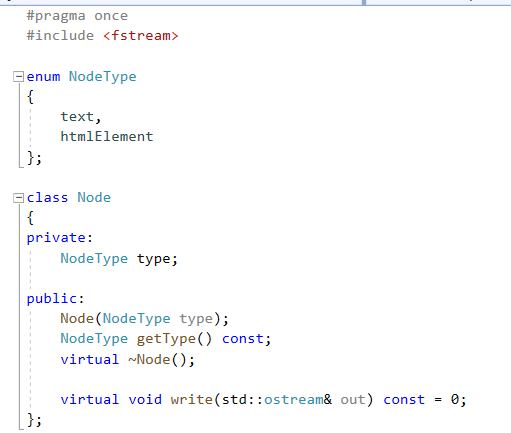 #pragma once
#include <fstream>
enum NodeType
{
text,
htmlElement
};
class Node
{
private:
NodeType type;
public:
Node(NodeType type);
NodeType getType() const;
virtual ~Node();
virtual void write(std::ostream& out) const = 0;
};